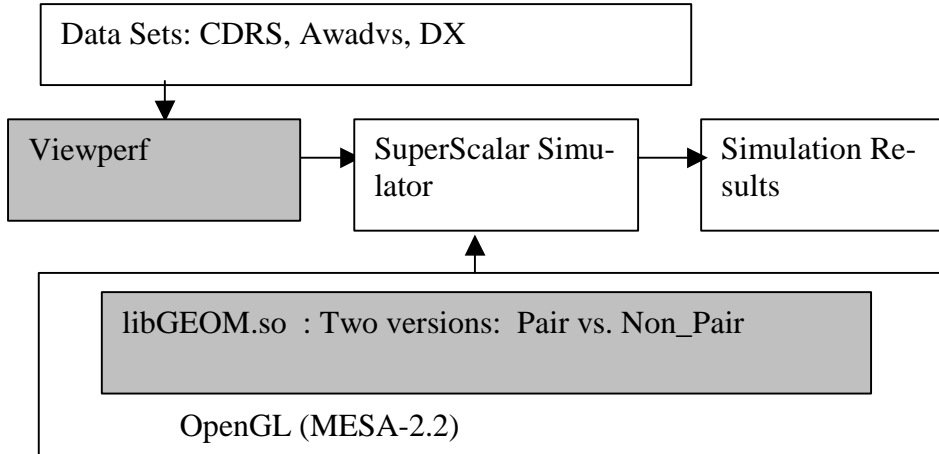 Data Sets: CDRS, Awadvs, DX
Viewperf
SuperScalar Simu-
lator
Simulation Re-
sults
libGEOM.so : Two versions: Pair vs. Non_Pair
OpenGL (MESA-2.2)